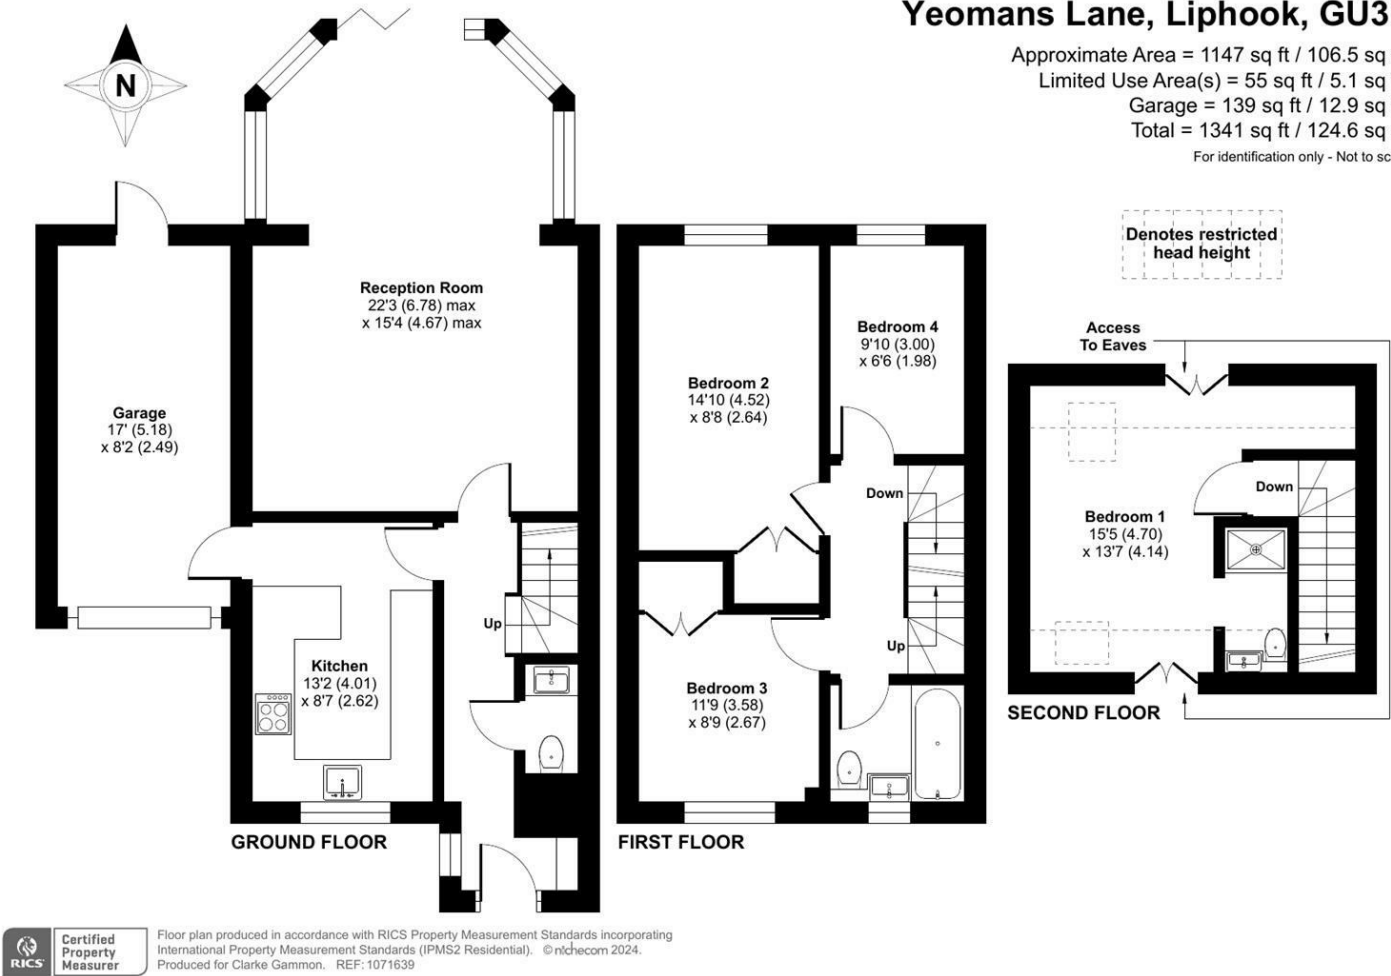 Yeomans Lane, Liphook, GU3
Approximate Area = 1147 sq ft / 106.5 sq
Limited Use Area(s) = 55 sq ft / 5.1 sq
Garage = 139 sq ft / 12.9 sq
Total = 1341 sq ft / 124.6 sq
For identification only - Not to sc
N
Denotes restricted
head height
Reception Room
22'3 (6.78) max
x 15'4 (4.67) max
Garage
17' (5.18)
x 8'2 (2.49)
Kitchen
13'2 (4.01)
x 8'7 (2.62)
Up
GROUND FLOOR
Bedroom 2
14'10 (4.52)
x 8'8 (2.64)
Bedroom 4
9'10 (3.00)
x 6'6 (1.98)
Down
Up
Bedroom 3
11'9 (3.58)
x 8'9 (2.67)
FIRST FLOOR
Access
To Eaves
Down
Bedroom 1
15'5 (4.70)
x 13'7 (4.14)
SECOND FLOOR
RICS
Certified
Property
Measurer
Floor plan produced in accordance with RICS Property Measurement Standards incorporating
International Property Measurement Standards (IPMS2 Residential). ©nichecom 2024.
Produced for Clarke Gammon. REF: 1071639